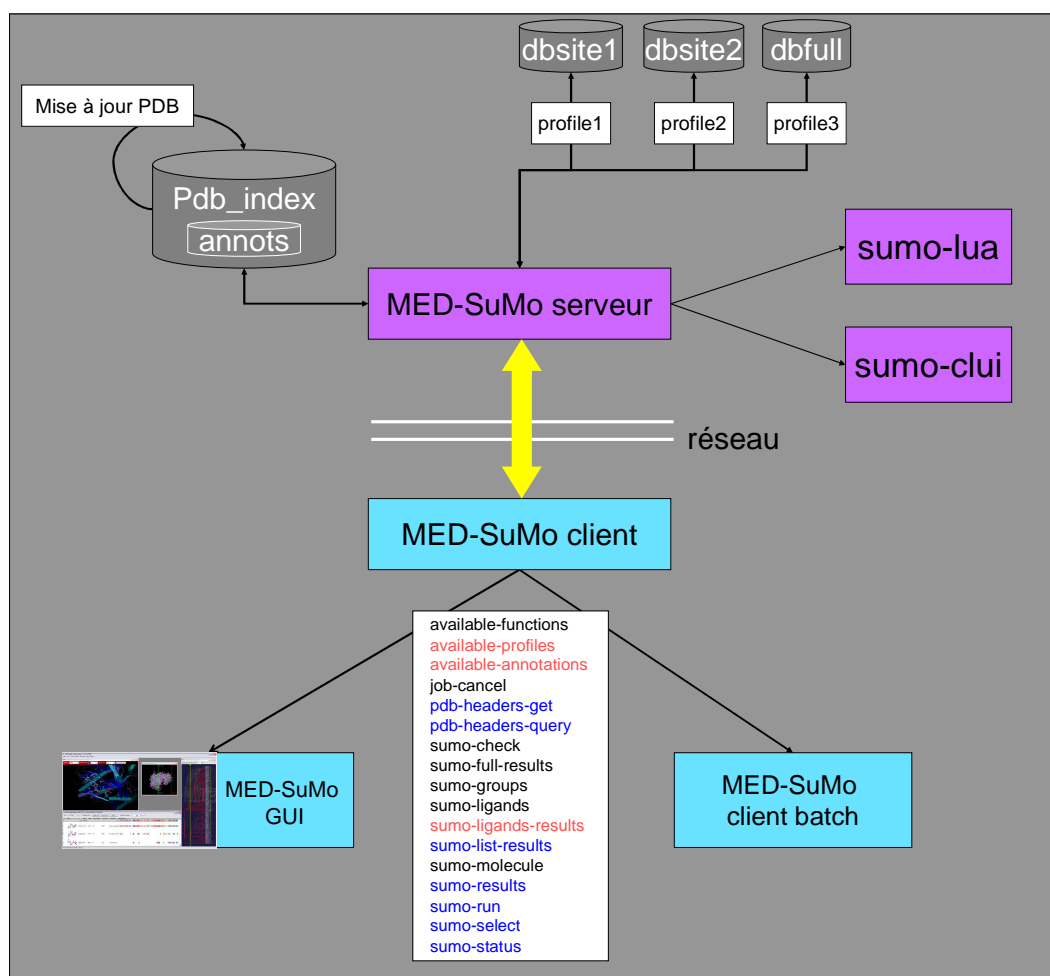 dbsite1
dbsite2
dbfull
Mise à jour PDB
profile1
profile2
profile3
Pdb_index
annots
sumo-lua
MED-SuMo serveur
sumo-clui
réseau
MED-SuMo client
available-functions
available-profiles
available-annotations
job-cancel
pdb-headers-get
pdb-headers-query
sumo-check
sumo-full-results
sumo-groups
sumo-ligands
sumo-ligands-results
sumo-list-results
sumo-molecule
sumo-results
sumo-run
sumo-select
sumo-status
MED-SuMo
GUI
MED-SuMo
client batch